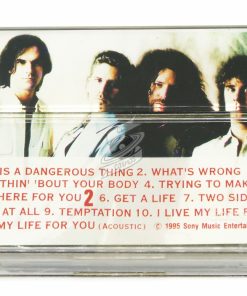 IS A DANGEROUS THING 2. WHAT'S WRONG
THIN' 'BOUT YOUR BODY 4. TRYING TO MAK
HERE FOR YOU 2 6. GET A LIFE 7. TWO SID
AT ALL 9. TEMPTATION 10. I LIVE MY LIFE F
MY LIFE FOR YOU (ACOUSTIC) © 1995 Sony Music Enterta